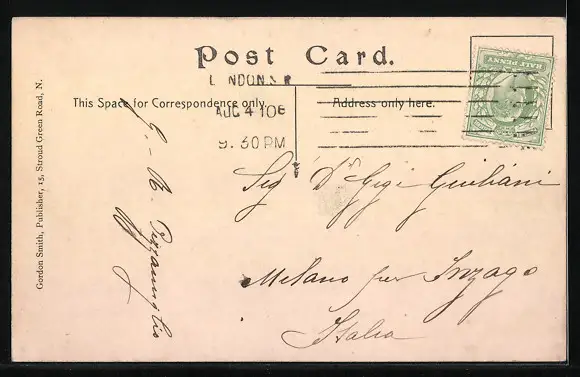 Post Card.
LONDON. N
AUG 4 10
9.30 PM
HALF PENNY
This Space for Correspondence only.
Address only here.
Sig Dr Gigi Giuliani
Milano per Inzago
Italia
Gordon Smith, Publisher, 15, Stroud Green Road, N.